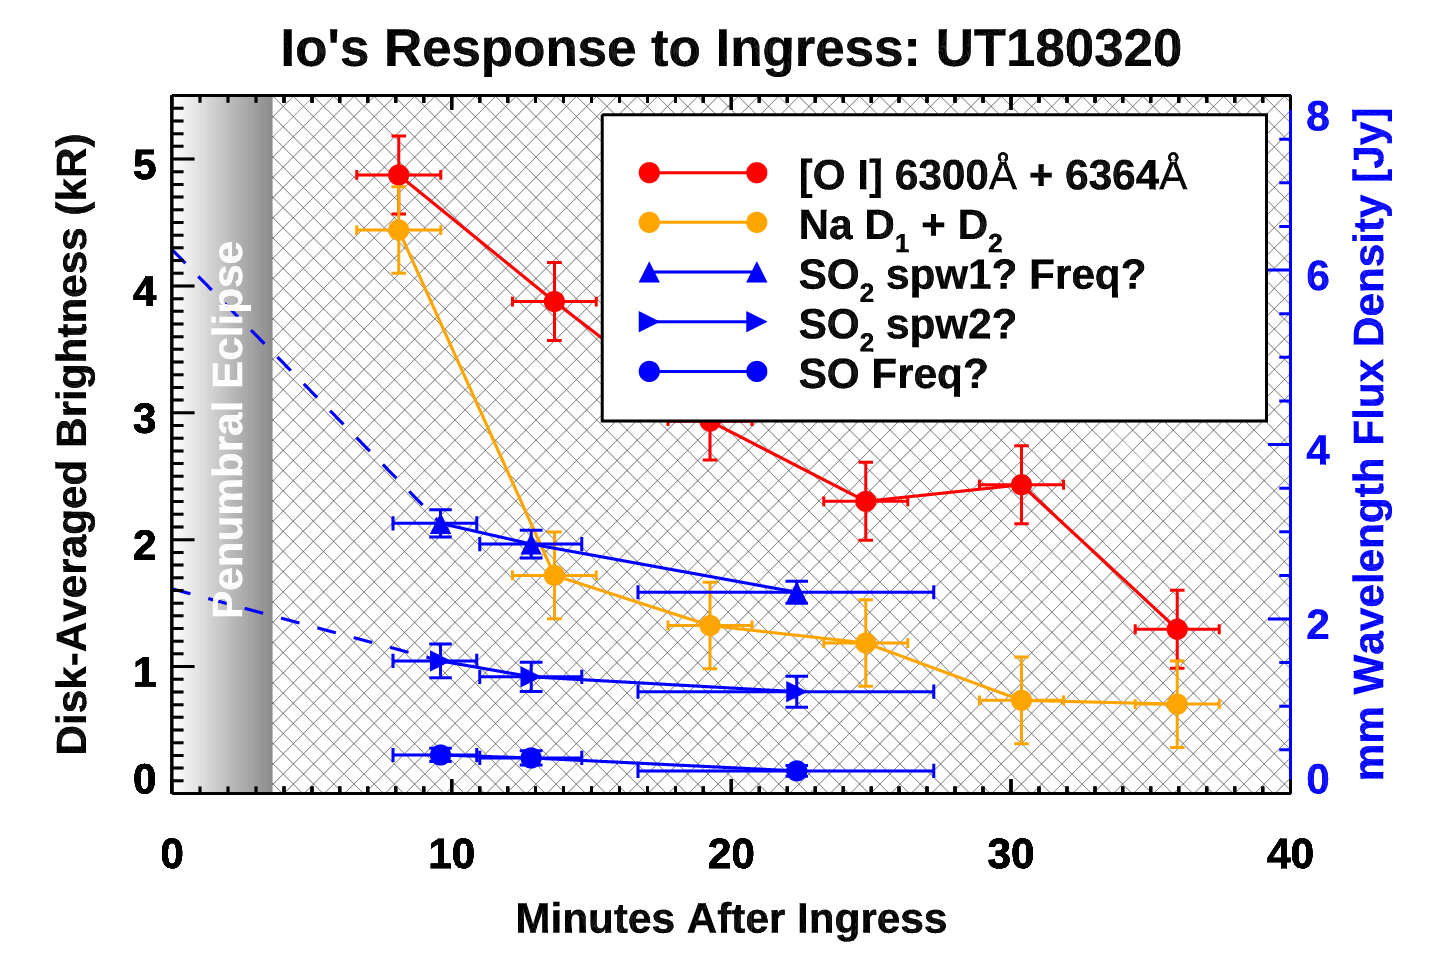 Io's Response to Ingress: UT180320
Disk-Averaged Brightness (kR)
5
4
3
2
1
0
Penumbral Eclipse
[O I] 6300Å + 6364Å
Na D₁ + D₂
SO₂ spw1? Freq?
SO₂ spw2?
SO Freq?
8
6
4
2
0
mm Wavelength Flux Density [Jy]
0 10 20 30 40
Minutes After Ingress